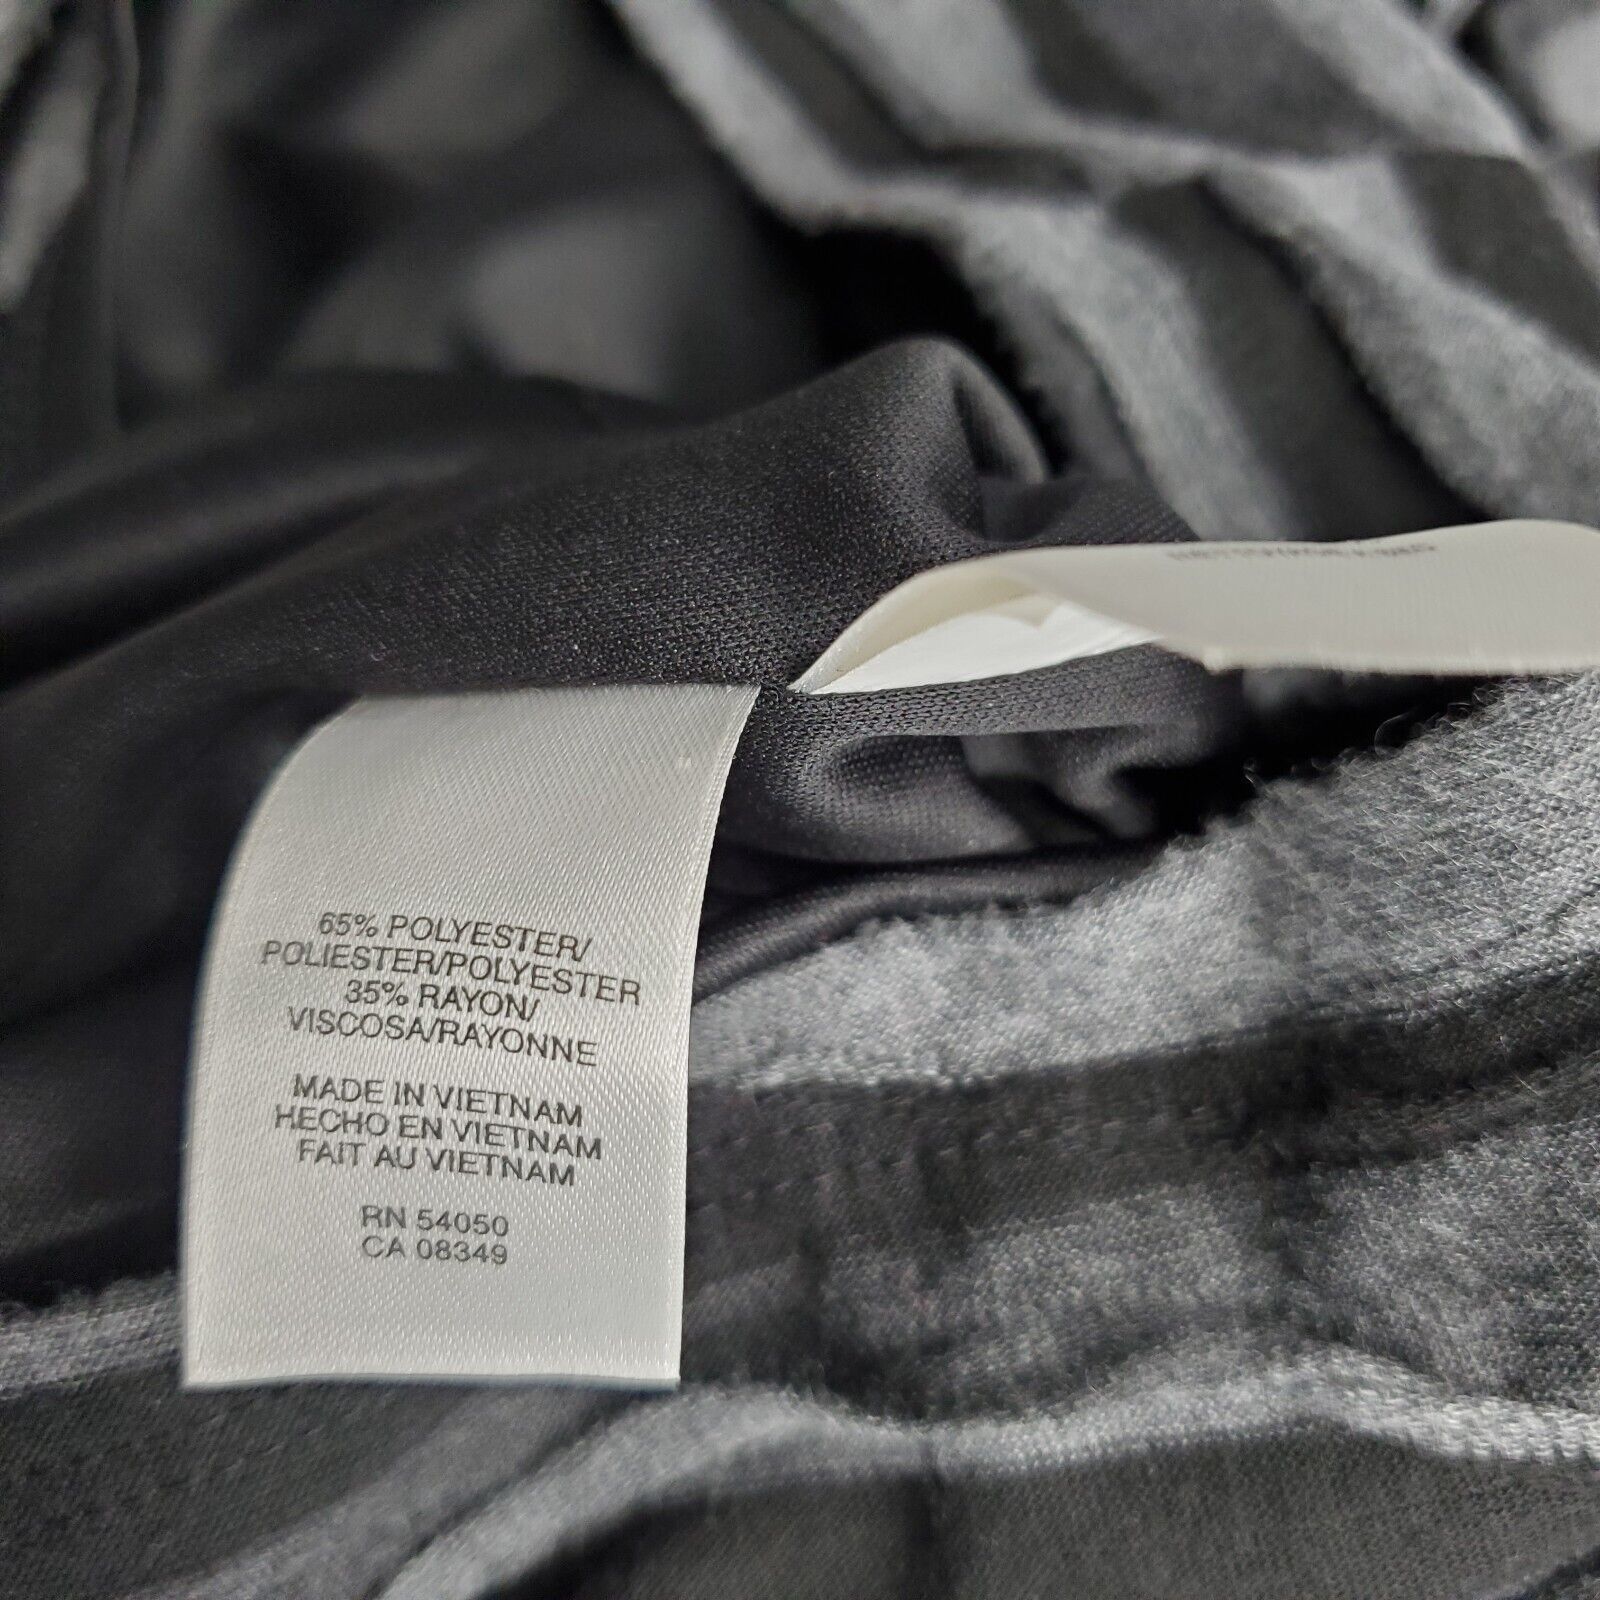 65% POLYESTER/
POLIESTER/POLYESTER
35% RAYON/
VISCOSA/RAYONNE
MADE IN VIETNAM
HECHO EN VIETNAM
FAIT AU VIETNAM
RN 54050
CA 08349